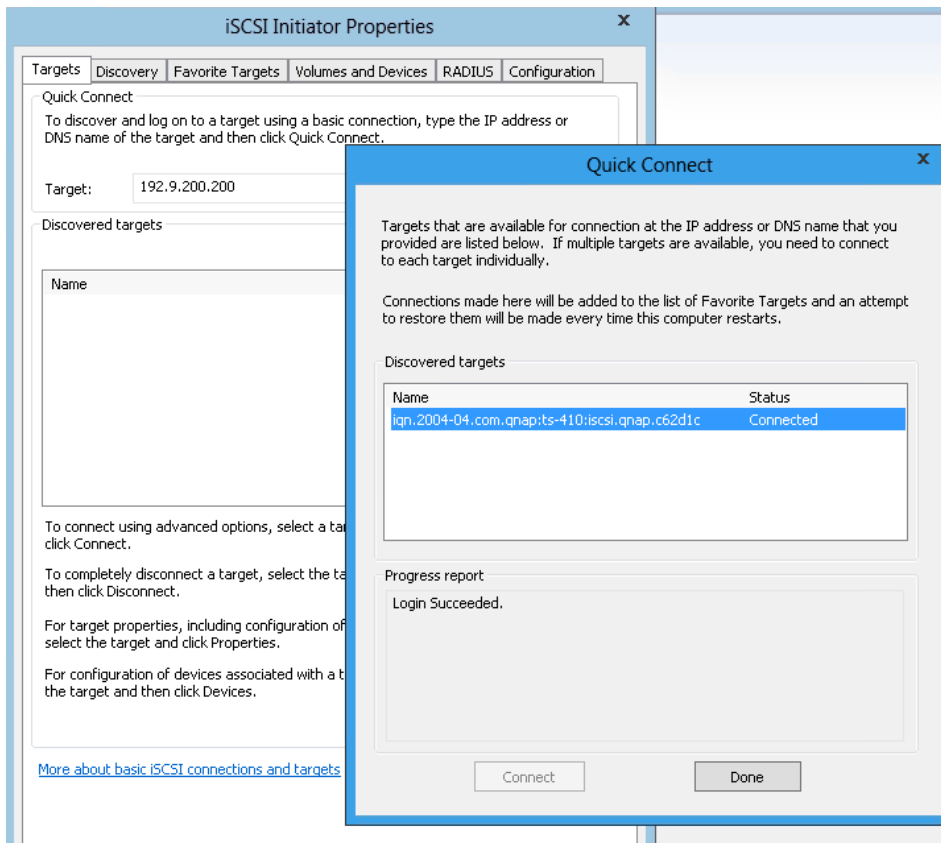 iSCSI Initiator Properties
x
Targets
Discovery
Favorite Targets
Volumes and Devices
RADIUS
Configuration
Quick Connect
To discover and log on to a target using a basic connection, type the IP address or
DNS name of the target and then click Quick Connect.
Target:
192.9.200.200
Discovered targets
Name
To connect using advanced options, select a ta
click Connect.
To completely disconnect a target, select the ta
then click Disconnect.
For target properties, including configuration of
select the target and click Properties.
For configuration of devices associated with a t
the target and then click Devices.
More about basic iSCSI connections and targets
Quick Connect
x
Targets that are available for connection at the IP address or DNS name that you
provided are listed below. If multiple targets are available, you need to connect
to each target individually.
Connections made here will be added to the list of Favorite Targets and an attempt
to restore them will be made every time this computer restarts.
Discovered targets
Name
Status
iqn.2004-04.com.qnap:ts-410:iscsi.qnap.c62d1c
Connected
Progress report
Login Succeeded.
Connect
Done